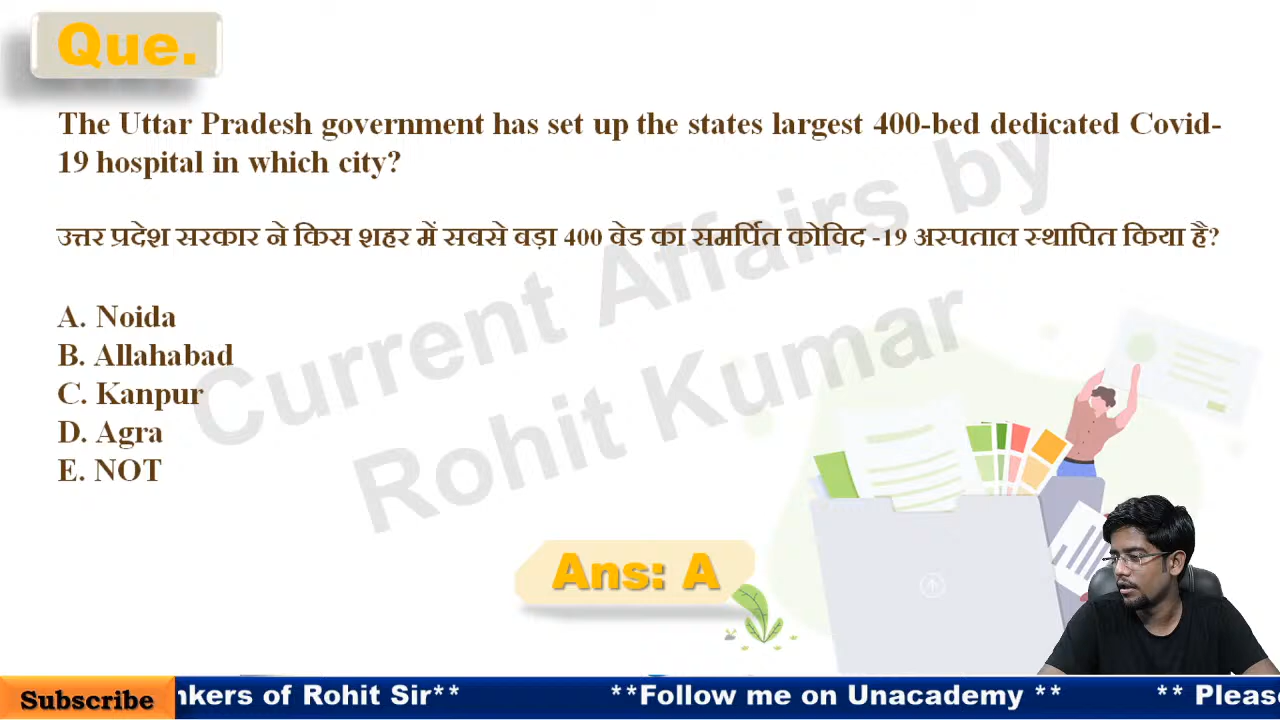 Que.
The Uttar Pradesh government has set up the states largest 400-bed dedicated Covid-
19 hospital in which city?
उत्तर प्रदेश सरकार ने किस शहर में सबसे वड़ा 400 वेड का समर्पित कोविद -19 अस्पताल स्थापित किया है?
A. Noida
B. Allahabad
C. Kanpur
D. Agra
E. NOT
Current Affairs by
Rohit Kumar
Ans: A
Subscribe
nkers of Rohit Sir** **Follow me on Unacademy ** ** Please